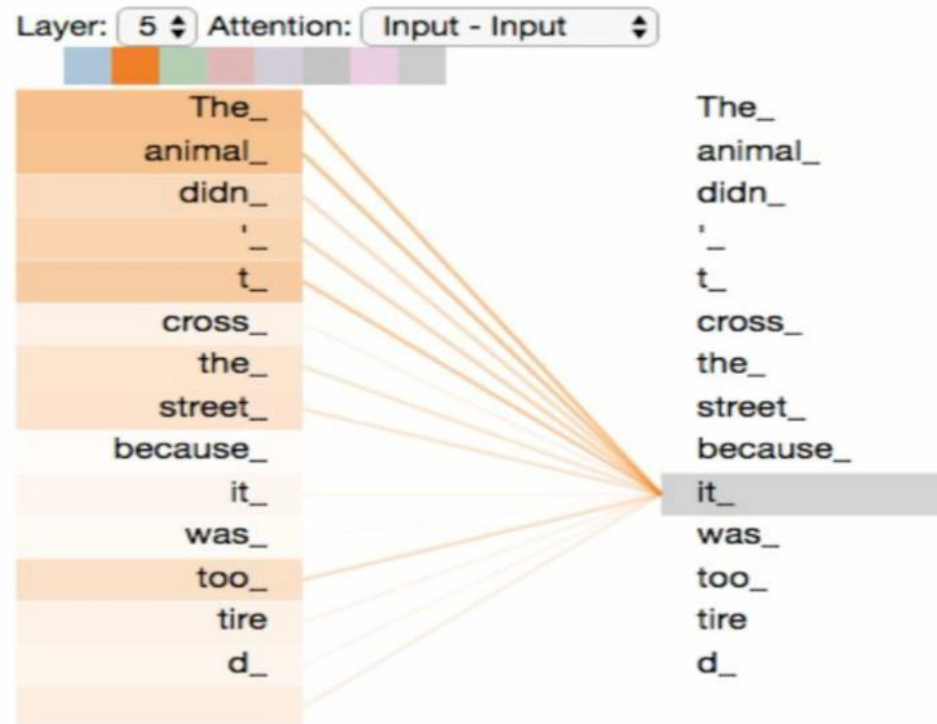 Layer: 5 Attention: Input - Input
The_ The_
animal_ animal_
didn_ didn_
'_ '_
t_ t_
cross_ cross_
the_ the_
street_ street_
because_ because_
it_ it_
was_ was_
too_ too_
tire tire
d_ d_